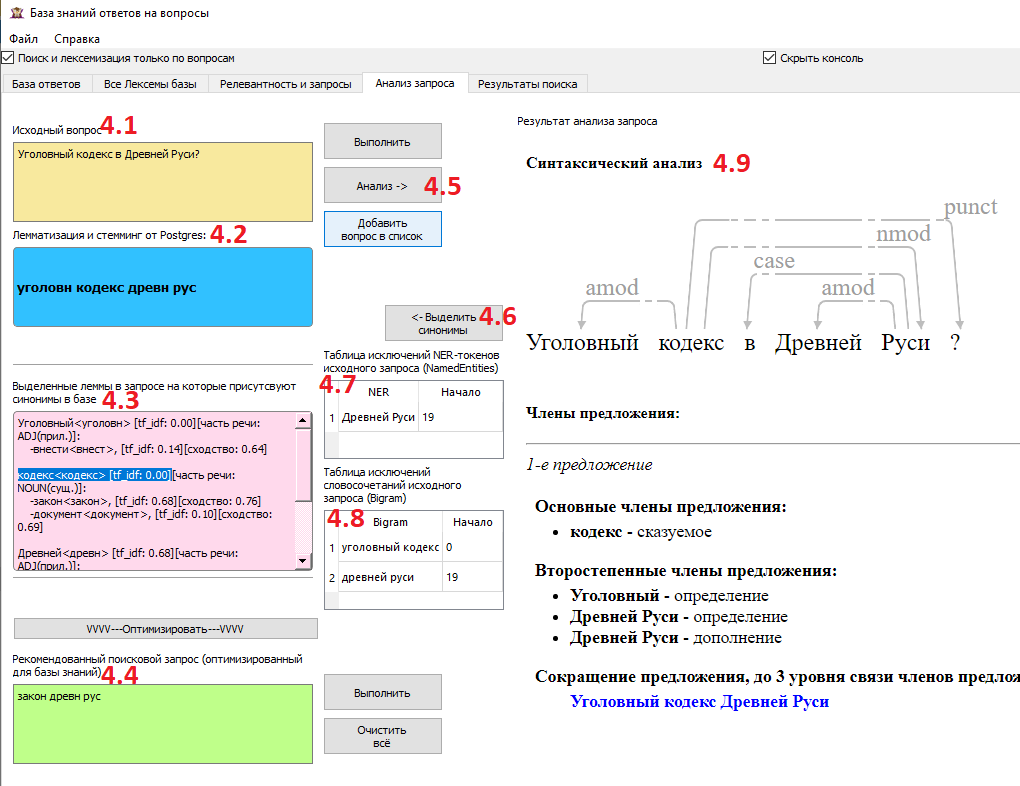 База знаний ответов на вопросы
Файл Справка
Поиск и лексемизация только по вопросам
Скрыть консоль
База ответов Все Лексемы базы Релевантность и запросы Анализ запроса Результаты поиска
Исходный вопрос 4.1
Уголовный кодекс в Древней Руси?
Лемматизация и стемминг от Postgres: 4.2
уголовн кодекс древн рус
Выделенные леммы в запросе на которые присутсвуют
синонимы в базе 4.3
Уголовный<уголовн> [tf_idf: 0.00][часть речи:
ADJ(прил.)]:
-внести<внест>, [tf_idf: 0.14][сходство: 0.64]
кодекс<кодекс> [tf_idf: 0.00][часть речи:
NOUN(сущ.)]:
-закон<закон>, [tf_idf: 0.68][сходство: 0.76]
-документ<документ>, [tf_idf: 0.10][сходство:
0.69]
Древней<древн> [tf_idf: 0.68][часть речи:
ADJ(прил.)]:
VVVV---Оптимизировать---VVVV
Рекомендованный поисковой запрос (оптимизированный
для базы знаний) 4.4
закон древн рус
Выполнить
Анализ -> 4.5
Добавить
вопрос в список
<- Выделить 4.6
синонимы
Таблица исключений NER-токенов
исходного запроса (NamedEntities)
4.7
NER Начало
1 Древней Руси 19
Таблица исключений
словосочетаний исходного
запроса (Bigram)
4.8 Bigram Начало
1 уголовный кодекс 0
2 древней руси 19
Выполнить
Очистить
всё
Результат анализа запроса
Синтаксический анализ 4.9
punct
nmod
case
amod amod
Уголовный кодекс в Древней Руси ?
Члены предложения:
1-е предложение
Основные члены предложения:
• кодекс - сказуемое
Второстепенные члены предложения:
• Уголовный - определение
• Древней Руси - определение
• Древней Руси - дополнение
Сокращение предложения, до 3 уровня связи членов предлож
Уголовный кодекс Древней Руси